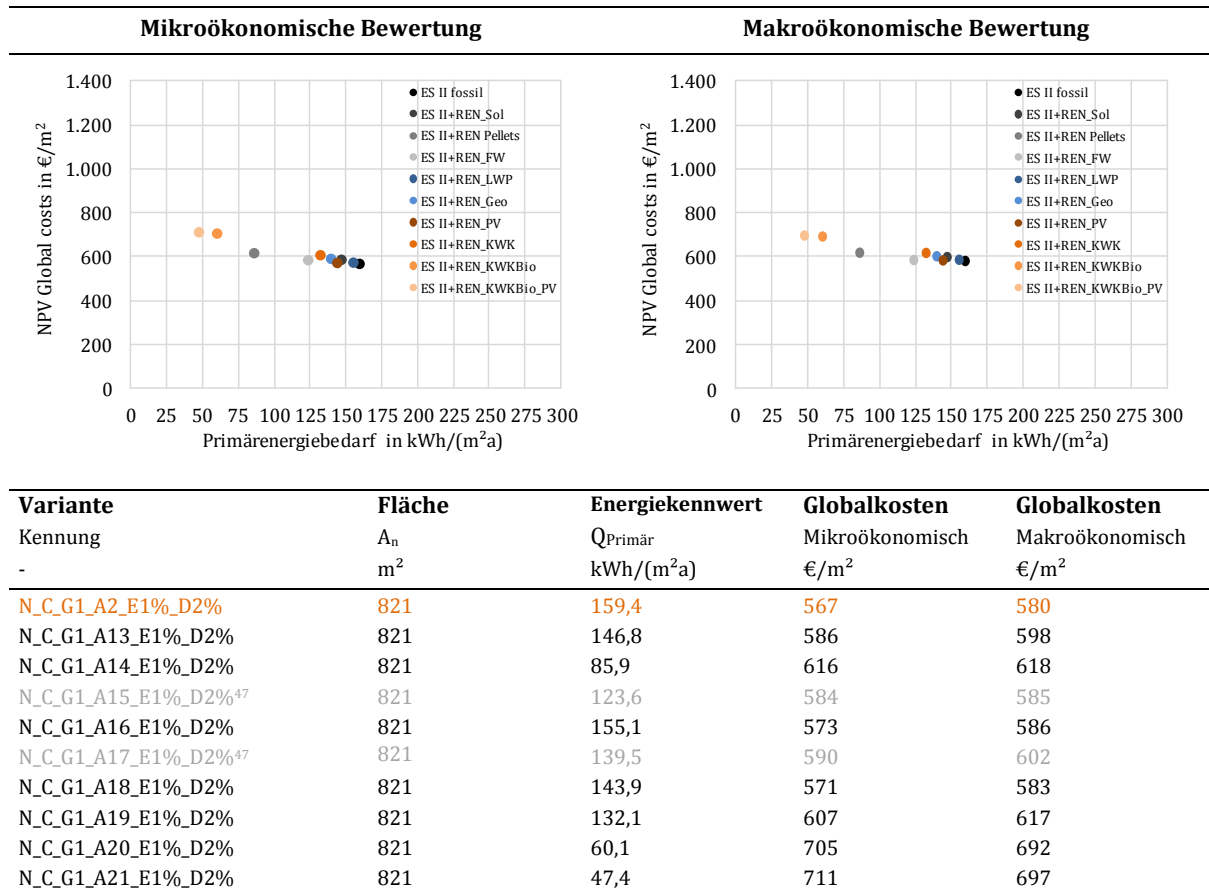 Mikroökonomische Bewertung
Makroökonomische Bewertung
NPV Global costs in €/m²
1.400
1.200
1.000
800
600
400
200
0
0 25 50 75 100 125 150 175 200 225 250 275 300
Primärenergiebedarf in kWh/(m²a)
ES II fossil
ES II+REN_Sol
ES II+REN Pellets
ES II+REN_FW
ES II+REN_LWP
ES II+REN_Geo
ES II+REN_PV
ES II+REN_KWK
ES II+REN_KWKBio
ES II+REN_KWKBio_PV
NPV Global costs in €/m²
1.400
1.200
1.000
800
600
400
200
0
0 25 50 75 100 125 150 175 200 225 250 275 300
Primärenergiebedarf in kWh/(m²a)
ES II fossil
ES II+REN_Sol
ES II+REN Pellets
ES II+REN_FW
ES II+REN_LWP
ES II+REN_Geo
ES II+REN_PV
ES II+REN_KWK
ES II+REN_KWKBio
ES II+REN_KWKBio_PV
Variante Fläche Energiekennwert Globalkosten Globalkosten
Kennung An QPrimär Mikroökonomisch Makroökonomisch
- m² kWh/(m²a) €/m² €/m²
N_C_G1_A2_E1%_D2% 821 159,4 567 580
N_C_G1_A13_E1%_D2% 821 146,8 586 598
N_C_G1_A14_E1%_D2% 821 85,9 616 618
N_C_G1_A15_E1%_D2%⁴⁷ 821 123,6 584 585
N_C_G1_A16_E1%_D2% 821 155,1 573 586
N_C_G1_A17_E1%_D2%⁴⁷ 821 139,5 590 602
N_C_G1_A18_E1%_D2% 821 143,9 571 583
N_C_G1_A19_E1%_D2% 821 132,1 607 617
N_C_G1_A20_E1%_D2% 821 60,1 705 692
N_C_G1_A21_E1%_D2% 821 47,4 711 697